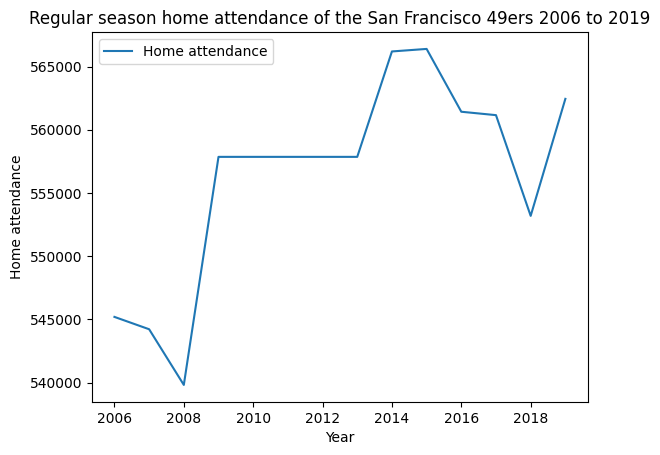 Regular season home attendance of the San Francisco 49ers 2006 to 2019
Home attendance
565000
560000
555000
550000
545000
540000
Home attendance
2006 2008 2010 2012 2014 2016 2018
Year